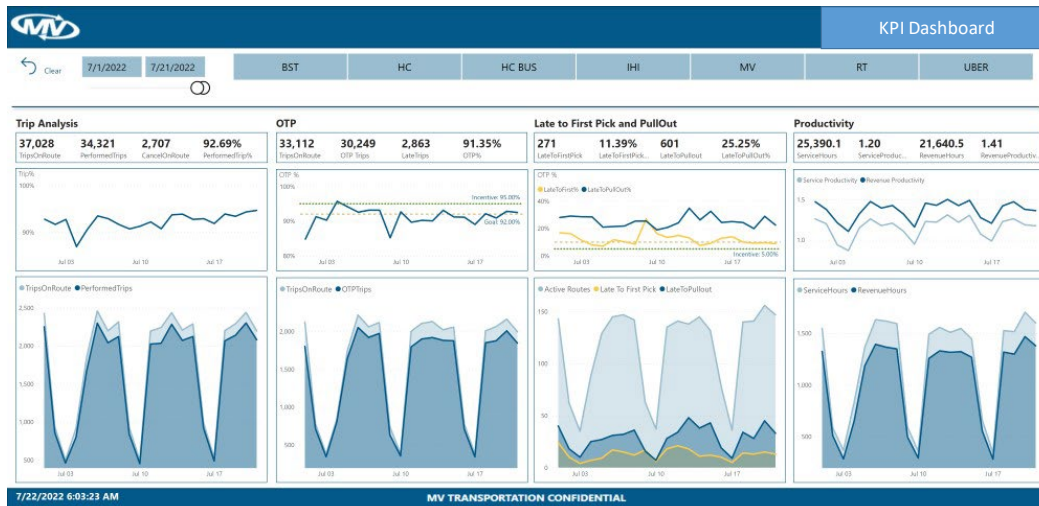 MV
KPI Dashboard
Clear
7/1/2022
7/21/2022
BST
HC
HC BUS
IHI
MV
RT
UBER
Trip Analysis
37,028 34,321 2,707 92.69%
TripsOnRoute PerformedTrips CancelOnRoute PerformedTrip%
Trip%
100%
90%
Jul 03 Jul 10 Jul 17
TripsOnRoute PerformedTrips
2,500
2,000
1,500
1,000
500
Jul 03 Jul 10 Jul 17
OTP
33,112 30,249 2,863 91.35%
TripsOnRoute OTP Trips LateTrips OTP%
OTP %
100%
Incentive: 95.00%
90%
Goal: 92.00%
80%
Jul 03 Jul 10 Jul 17
TripsOnRoute OTPTrips
2,000
1,500
1,000
500
Jul 03 Jul 10 Jul 17
Late to First Pick and PullOut
271 11.39% 601 25.25%
LateToFirstPick LateToFirstPick... LateToPullout LateToPullOut%
OTP %
LateToFirst% LateToPullOut%
40%
20%
0%
Incentive: 5.00%
Jul 03 Jul 10 Jul 17
Active Routes Late To First Pick LateToPullout
150
100
50
0
Jul 03 Jul 10 Jul 17
Productivity
25,390.1 1.20 21,640.5 1.41
ServiceHours ServiceProduc... RevenueHours RevenueProductiv...
Service Productivity Revenue Productivity
1.5
1.0
Jul 03 Jul 10 Jul 17
ServiceHours RevenueHours
1,500
1,000
500
Jul 03 Jul 10 Jul 17
7/22/2022 6:03:23 AM
MV TRANSPORTATION CONFIDENTIAL